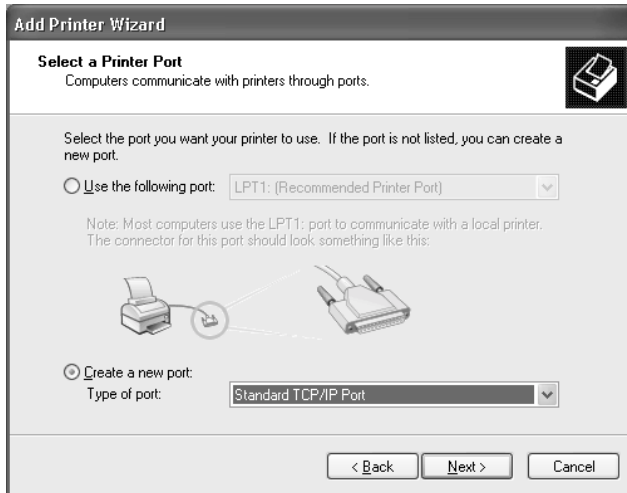 Add Printer Wizard
Select a Printer Port
Computers communicate with printers through ports.
Select the port you want your printer to use. If the port is not listed, you can create a
new port.
Use the following port:
LPT1: (Recommended Printer Port)
Note: Most computers use the LPT1: port to communicate with a local printer.
The connector for this port should look something like this:
Create a new port:
Type of port:
Standard TCP/IP Port
< Back
Next >
Cancel